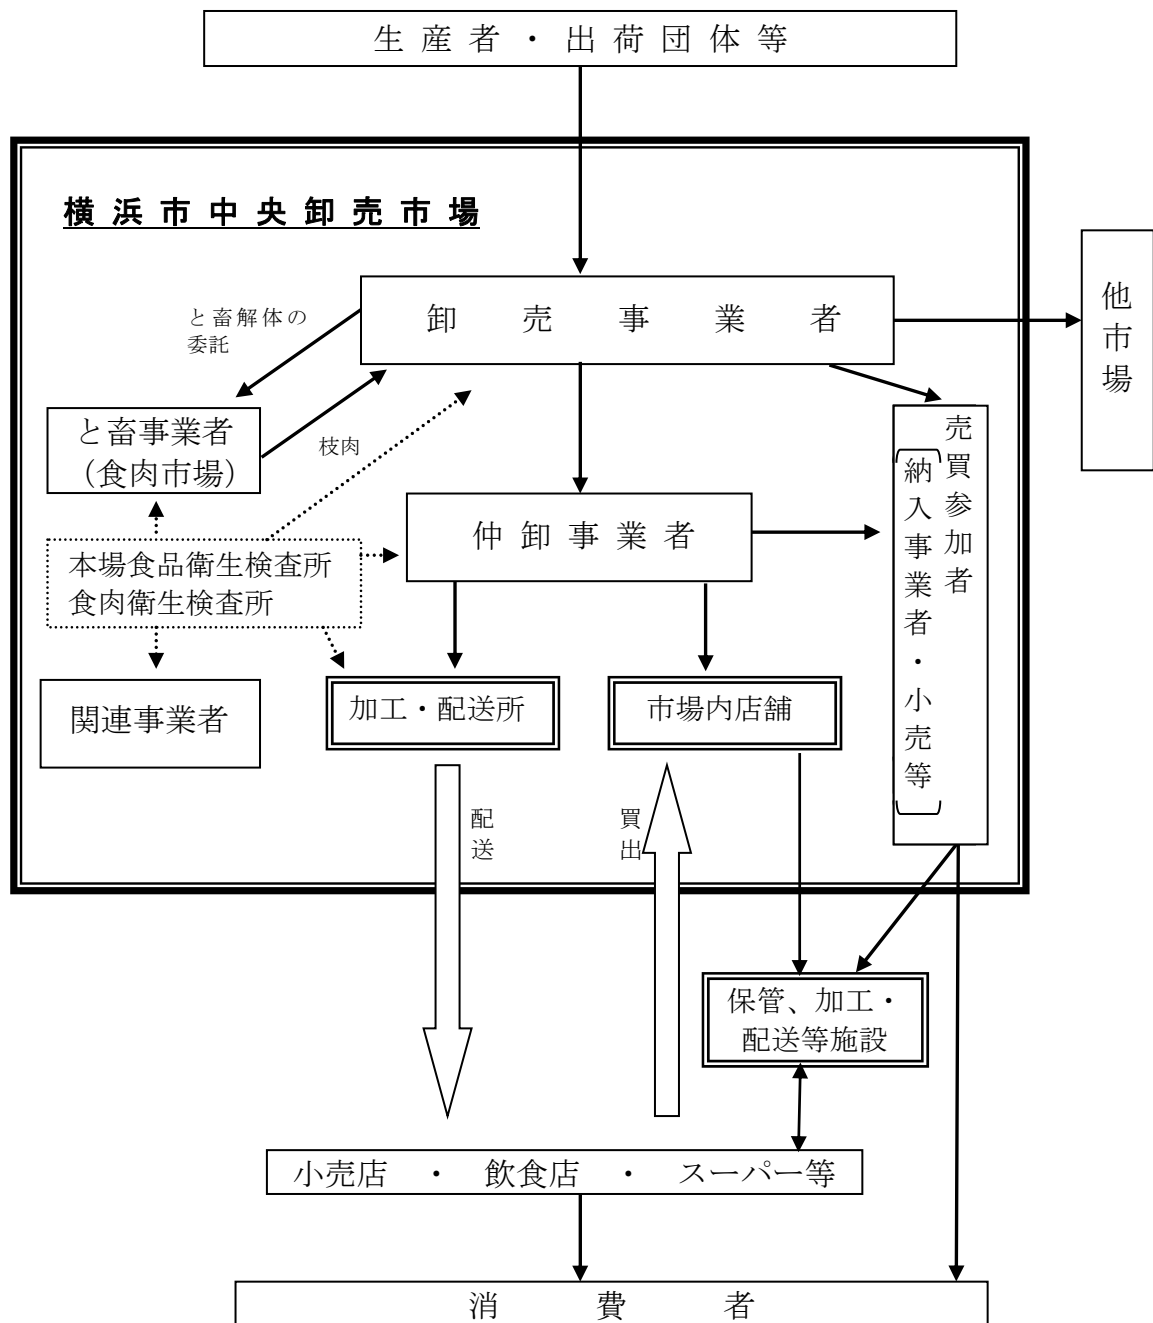 生産者・出荷団体等
横浜市中央卸売市場
卸売事業者
と畜解体の
委託
他市場
と畜事業者
（食肉市場）
枝肉
売買参加者
納入事業者・小売等
仲卸事業者
本場食品衛生検査所
食肉衛生検査所
関連事業者
加工・配送所
市場内店舗
配送
買出
保管、加工・
配送等施設
小売店　・　飲食店　・　スーパー等
消費者